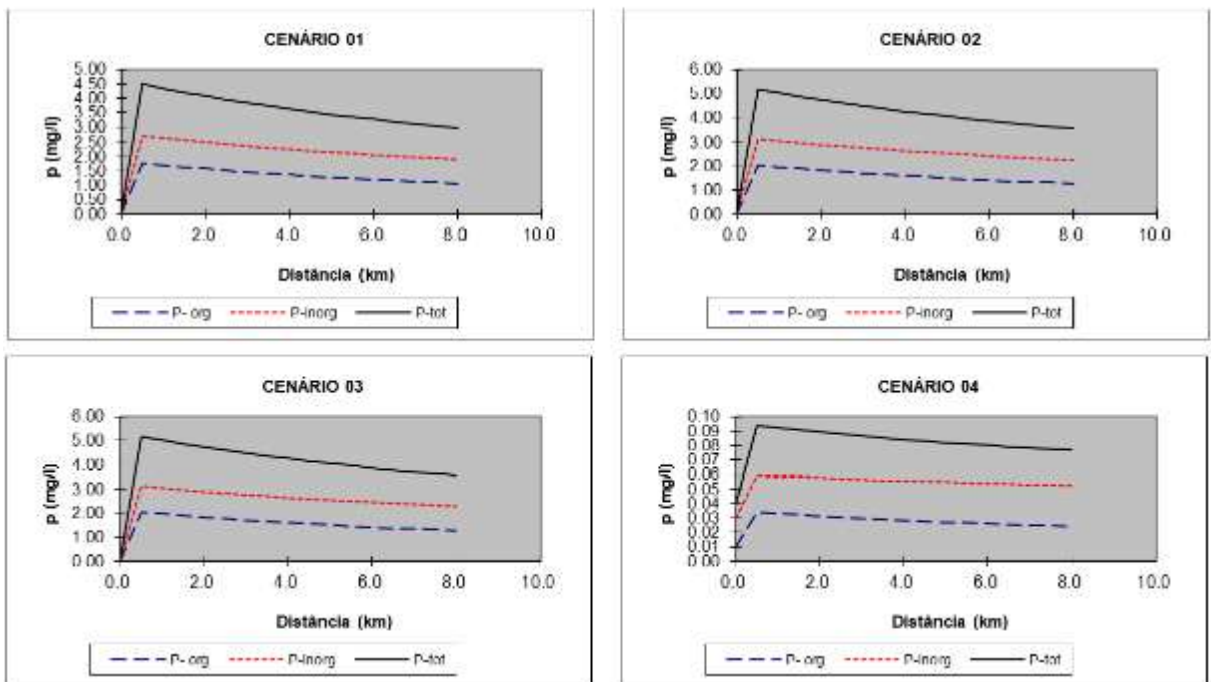 CENÁRIO 01
5.00
4.50
4.00
3.50
3.00
2.50
2.00
1.50
1.00
0.50
0.00
p (mg/l)
0.0 2.0 4.0 6.0 8.0 10.0
Distância (km)
P- org P-inorg P-tot
CENÁRIO 02
6.00
5.00
4.00
3.00
2.00
1.00
0.00
p (mg/l)
0.0 2.0 4.0 6.0 8.0 10.0
Distância (km)
P- org P-inorg P-tot
CENÁRIO 03
6.00
5.00
4.00
3.00
2.00
1.00
0.00
p (mg/l)
0.0 2.0 4.0 6.0 8.0 10.0
Distância (km)
P- org P-inorg P-tot
CENÁRIO 04
0.10
0.09
0.08
0.07
0.06
0.05
0.04
0.03
0.02
0.01
0.00
p (mg/l)
0.0 2.0 4.0 6.0 8.0 10.0
Distância (km)
P- org P-inorg P-tot